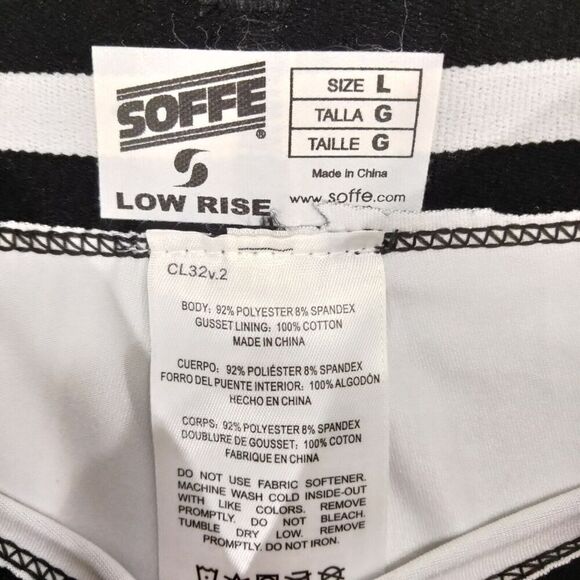 SOFFE®
LOW RISE
SIZE L
TALLA G
TAILLE G
Made in China
www.soffe.com
CL32v.2
BODY: 92% POLYESTER 8% SPANDEX
GUSSET LINING: 100% COTTON
MADE IN CHINA
CUERPO: 92% POLIÉSTER 8% SPANDEX
FORRO DEL PUENTE INTERIOR: 100% ALGODÓN
HECHO EN CHINA
CORPS: 92% POLYESTER 8% SPANDEX
DOUBLURE DE GOUSSET: 100% COTON
FABRIQUE EN CHINA
DO NOT USE FABRIC SOFTENER.
MACHINE WASH COLD INSIDE-OUT
WITH LIKE COLORS. REMOVE
PROMPTLY. DO NOT BLEACH.
TUMBLE DRY LOW. REMOVE
PROMPTLY. DO NOT IRON.